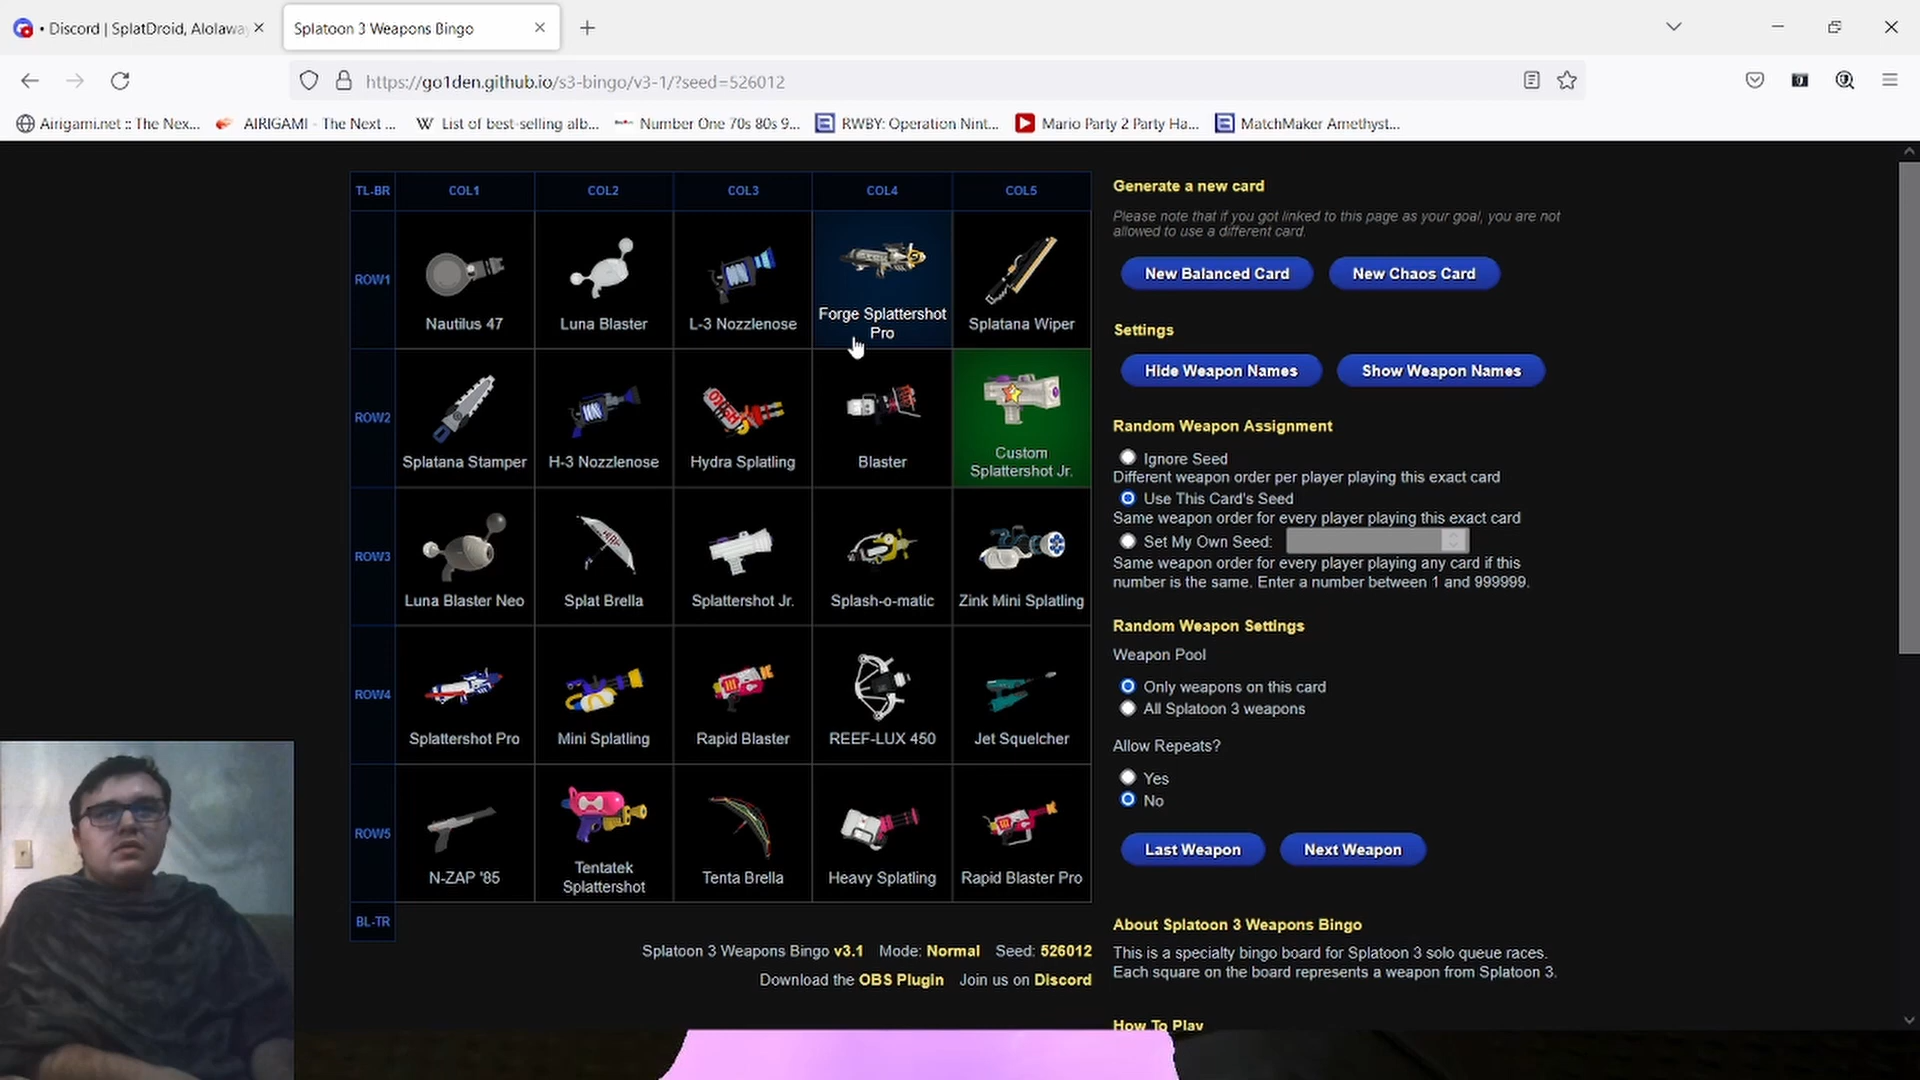 • Discord | SplatDroid, Alolaway
Splatoon 3 Weapons Bingo
https://go1den.github.io/s3-bingo/v3-1/?seed=526012
Airigami.net :: The Nex...
AIRIGAMI - The Next ...
W List of best-selling alb...
Number One 70s 80s 9...
RWBY: Operation Nint...
Mario Party 2 Party Ha...
MatchMaker Amethyst...
TL-BR COL1 COL2 COL3 COL4 COL5
ROW1
Nautilus 47
Luna Blaster
L-3 Nozzlenose
Forge Splattershot
Pro
Splatana Wiper
ROW2
Splatana Stamper
H-3 Nozzlenose
Hydra Splatling
Blaster
Custom
Splattershot Jr.
ROW3
Luna Blaster Neo
Splat Brella
Splattershot Jr.
Splash-o-matic
Zink Mini Splatling
ROW4
Splattershot Pro
Mini Splatling
Rapid Blaster
REEF-LUX 450
Jet Squelcher
ROW5
N-ZAP '85
Tentatek
Splattershot
Tenta Brella
Heavy Splatling
Rapid Blaster Pro
BL-TR
Splatoon 3 Weapons Bingo v3.1 Mode: Normal Seed: 526012
Download the OBS Plugin Join us on Discord
Generate a new card
Please note that if you got linked to this page as your goal, you are not
allowed to use a different card.
New Balanced Card
New Chaos Card
Settings
Hide Weapon Names
Show Weapon Names
Random Weapon Assignment
Ignore Seed
Different weapon order per player playing this exact card
Use This Card's Seed
Same weapon order for every player playing this exact card
Set My Own Seed:
Same weapon order for every player playing any card if this
number is the same. Enter a number between 1 and 999999.
Random Weapon Settings
Weapon Pool
Only weapons on this card
All Splatoon 3 weapons
Allow Repeats?
Yes
No
Last Weapon
Next Weapon
About Splatoon 3 Weapons Bingo
This is a specialty bingo board for Splatoon 3 solo queue races.
Each square on the board represents a weapon from Splatoon 3.
How To Play